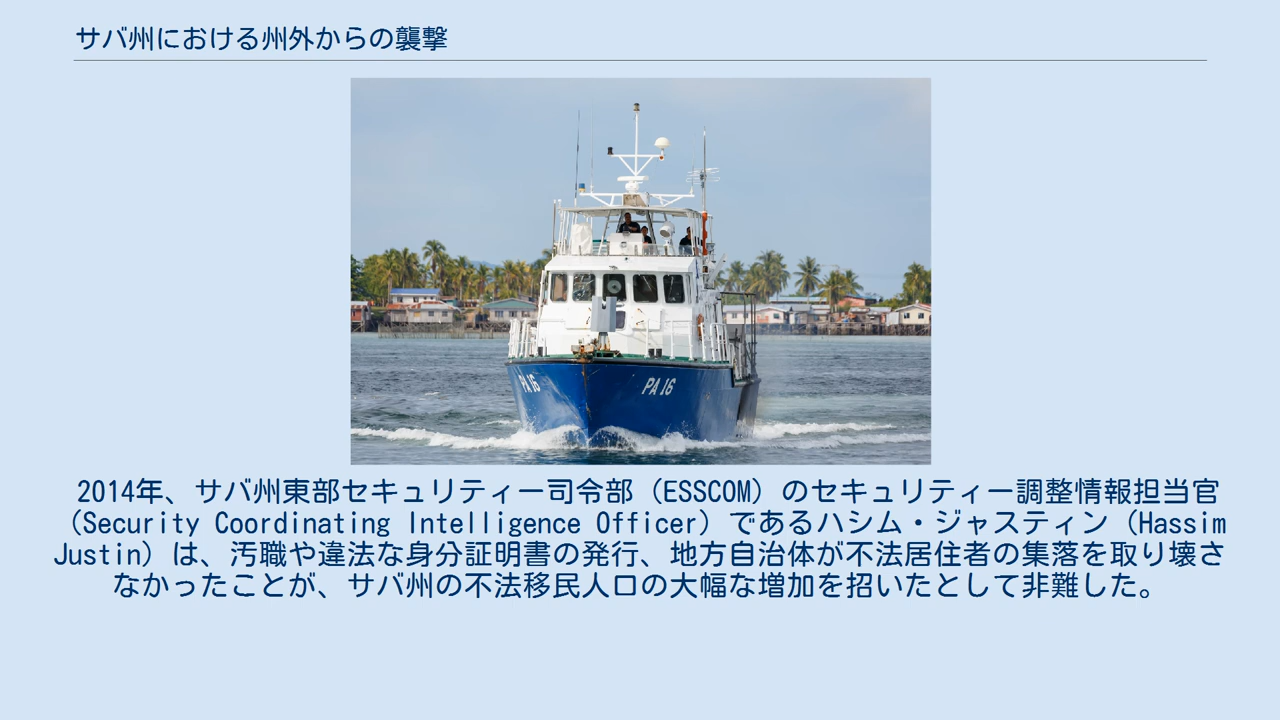 サバ州における州外からの襲撃
PA 16
PA 16
2014年、サバ州東部セキュリティー司令部（ESSCOM）のセキュリティー調整情報担当官
（Security Coordinating Intelligence Officer）であるハシム・ジャスティン（Hassim
Justin）は、汚職や違法な身分証明書の発行、地方自治体が不法居住者の集落を取り壊さ
なかったことが、サバ州の不法移民人口の大幅な増加を招いたとして非難した。